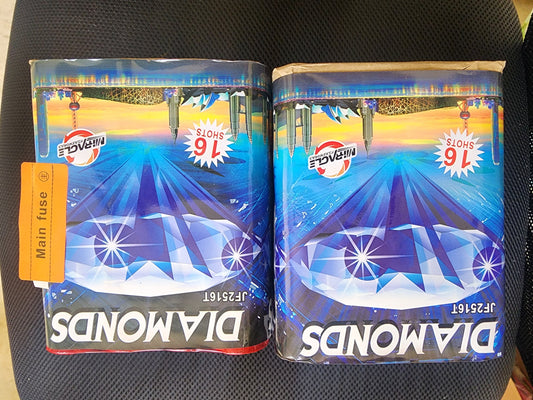 Main fuse
DIAMONDS
JF2516T
16
SHOTS
MIRACLE
DIAMONDS
JF2516T
16
SHOTS
MIRACLE